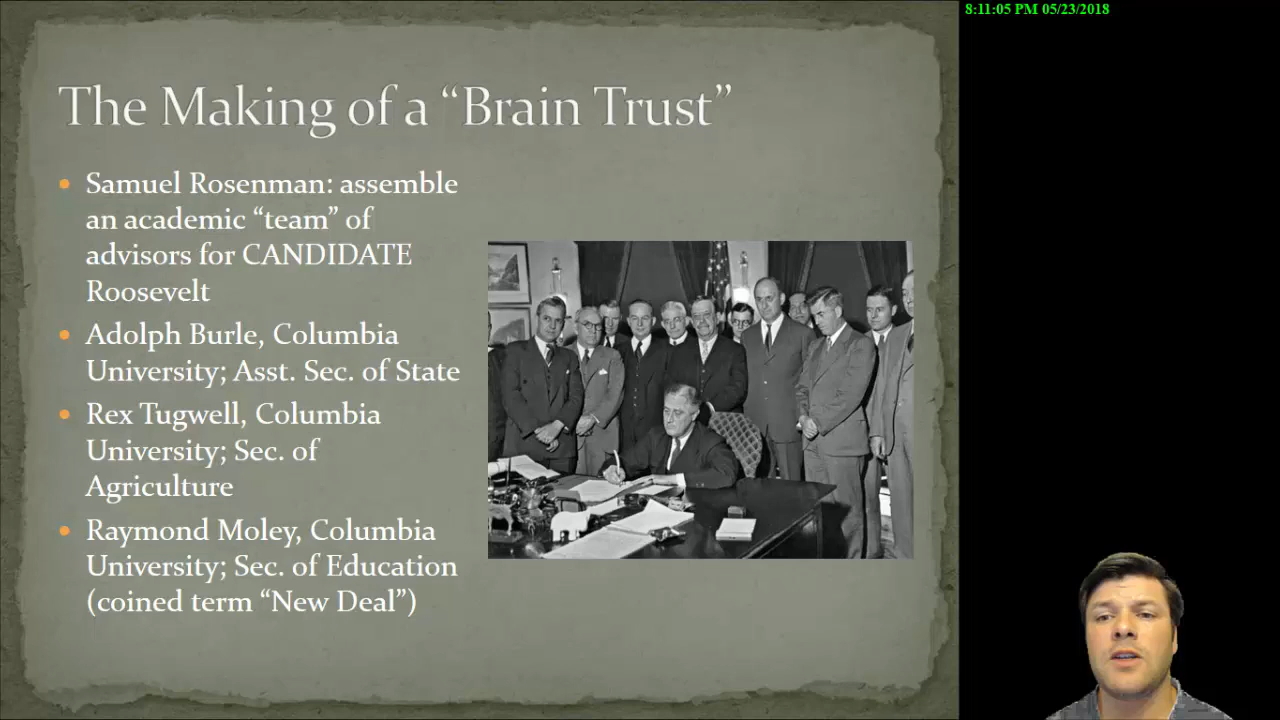 8:11:05 PM 05/23/2018
The Making of a “Brain Trust”
Samuel Rosenman: assemble
an academic “team” of
advisors for CANDIDATE
Roosevelt
Adolph Burle, Columbia
University; Asst. Sec. of State
Rex Tugwell, Columbia
University; Sec. of
Agriculture
Raymond Moley, Columbia
University; Sec. of Education
(coined term “New Deal”)